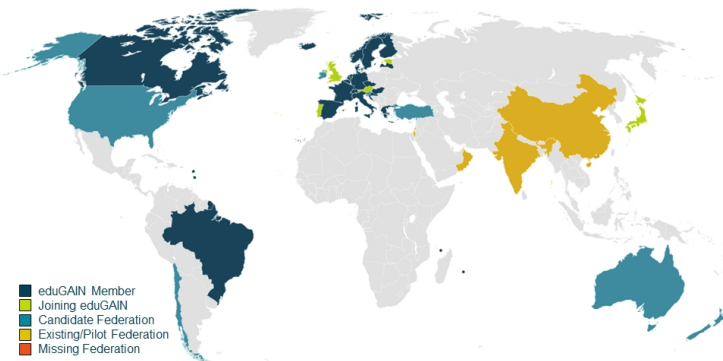 eduGAIN Member
Joining eduGAIN
Candidate Federation
Existing/Pilot Federation
Missing Federation